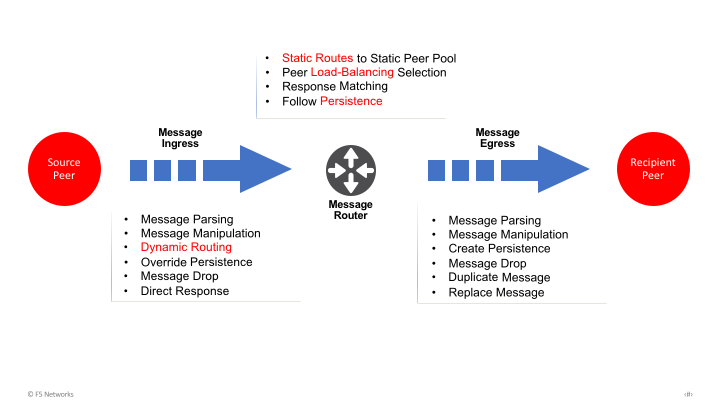 • Static Routes to Static Peer Pool
• Peer Load-Balancing Selection
• Response Matching
• Follow Persistence
Source
Peer
Message
Ingress
Message
Router
Message
Egress
Recipient
Peer
• Message Parsing
• Message Manipulation
• Dynamic Routing
• Override Persistence
• Message Drop
• Direct Response
• Message Parsing
• Message Manipulation
• Create Persistence
• Message Drop
• Duplicate Message
• Replace Message
© F5 Networks
‹#›